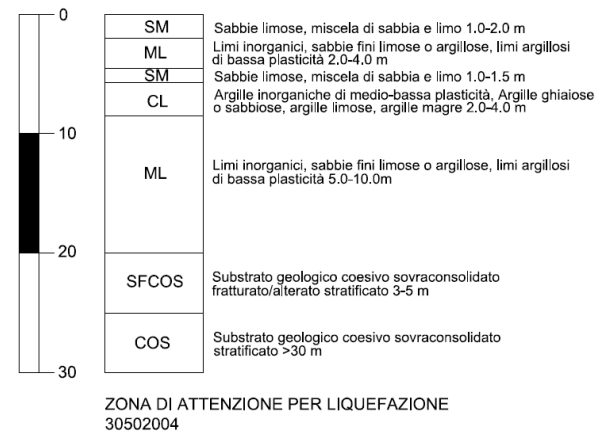 0
SM
Sabbie limose, miscela di sabbia e limo 1.0-2.0 m
ML
Limi inorganici, sabbie fini limose o argillose, limi argillosi
di bassa plasticità 2.0-4.0 m
SM
Sabbie limose, miscela di sabbia e limo 1.0-1.5 m
CL
Argille inorganiche di medio-bassa plasticità, Argille ghiaiose
o sabbiose, argille limose, argille magre 2.0-4.0 m
10
ML
Limi inorganici, sabbie fini limose o argillose, limi argillosi
di bassa plasticità 5.0-10.0m
20
SFCOS
Substrato geologico coesivo sovraconsolidato
fratturato/alterato stratificato 3-5 m
COS
Substrato geologico coesivo sovraconsolidato
stratificato >30 m
30
ZONA DI ATTENZIONE PER LIQUEFAZIONE
30502004